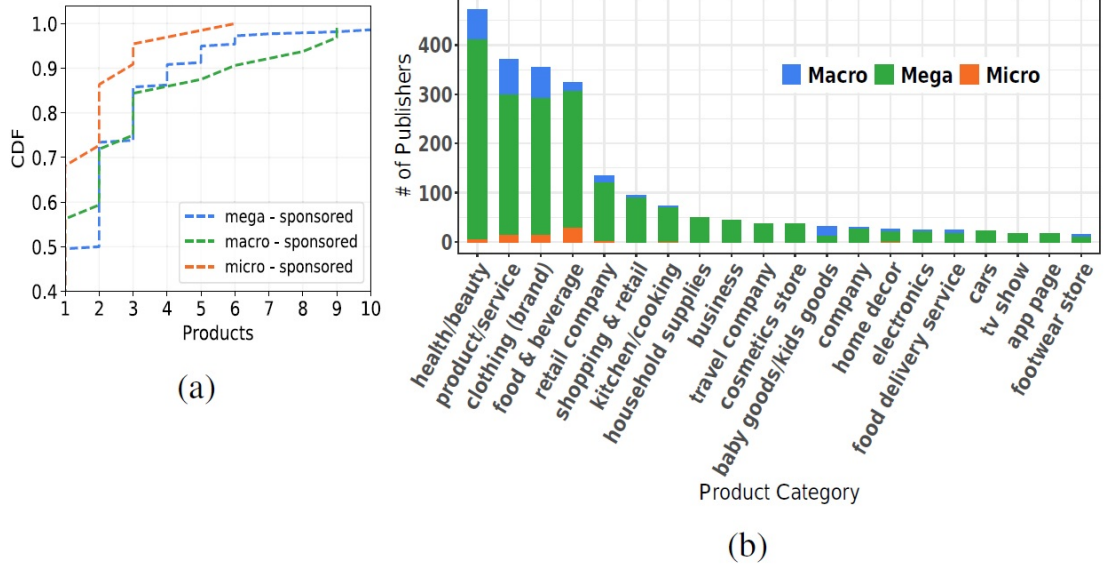 1.0
0.9
0.8
0.7
0.6
0.5
0.4
CDF
mega - sponsored
macro - sponsored
micro - sponsored
1 2 3 4 5 6 7 8 9 10
Products
(a)
400
300
200
100
0
# of Publishers
Macro Mega Micro
health/beauty
product/service
clothing (brand)
food & beverage
retail company
shopping & retail
kitchen/cooking
household supplies
business
travel company
cosmetics store
baby goods/kids goods
company
home decor
electronics
food delivery service
cars
tv show
app page
footwear store
Product Category
(b)